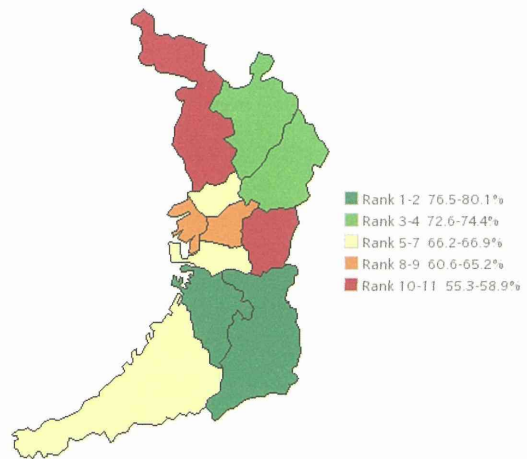 Rank 1-2 76.5-80.1%
Rank 3-4 72.6-74.4%
Rank 5-7 66.2-66.9%
Rank 8-9 60.6-65.2%
Rank 10-11 55.3-58.9%